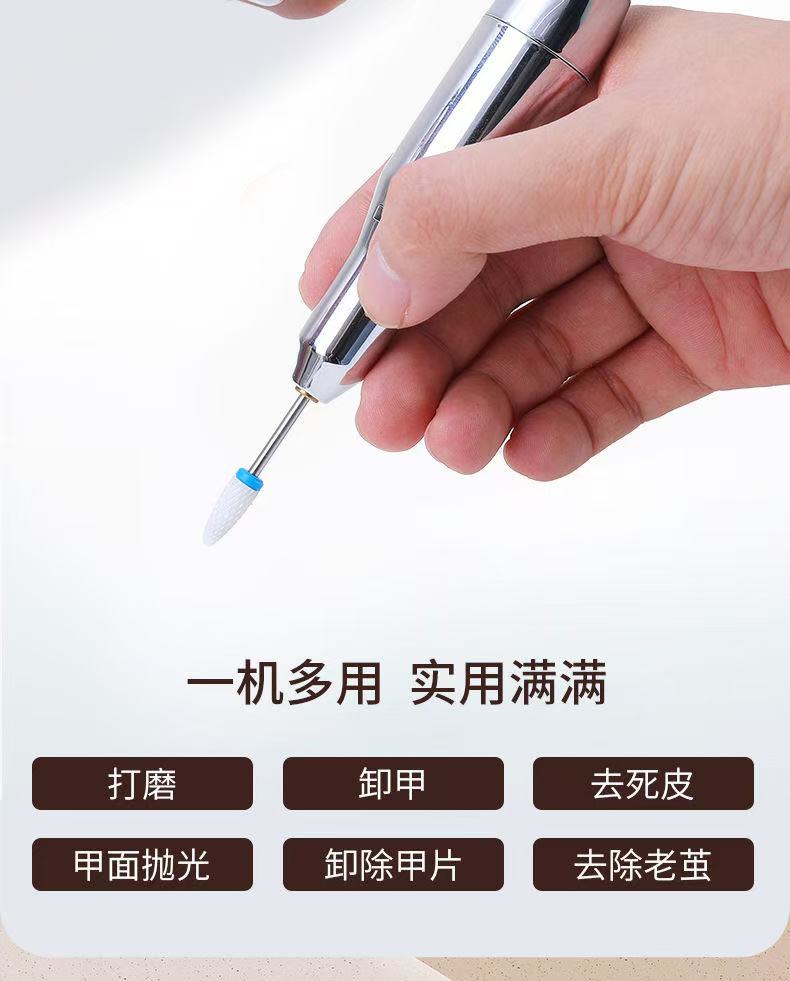 一机多用 实用满满
打磨
卸甲
去死皮
甲面抛光
卸除甲片
去除老茧